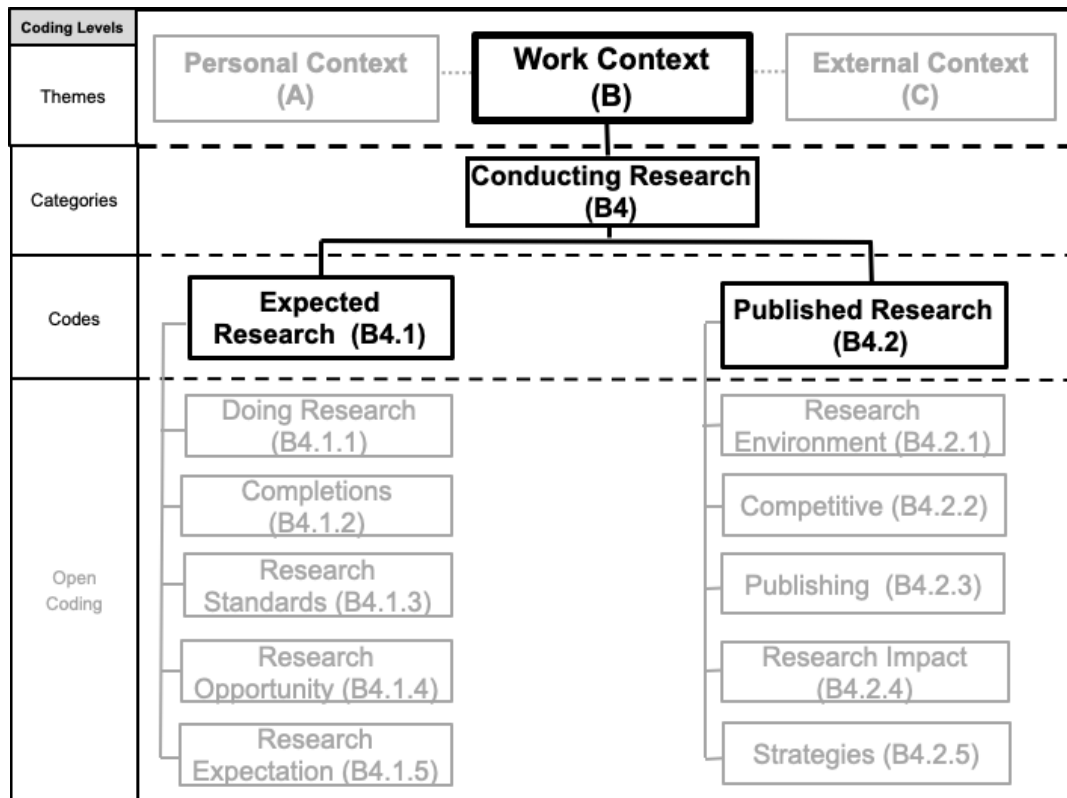 Coding Levels
Themes
Personal Context
(A)
Work Context
(B)
External Context
(C)
Categories
Conducting Research
(B4)
Codes
Expected
Research (B4.1)
Published Research
(B4.2)
Open
Coding
Doing Research
(B4.1.1)
Completions
(B4.1.2)
Research
Standards (B4.1.3)
Research
Opportunity (B4.1.4)
Research
Expectation (B4.1.5)
Research
Environment (B4.2.1)
Competitive (B4.2.2)
Publishing (B4.2.3)
Research Impact
(B4.2.4)
Strategies (B4.2.5)